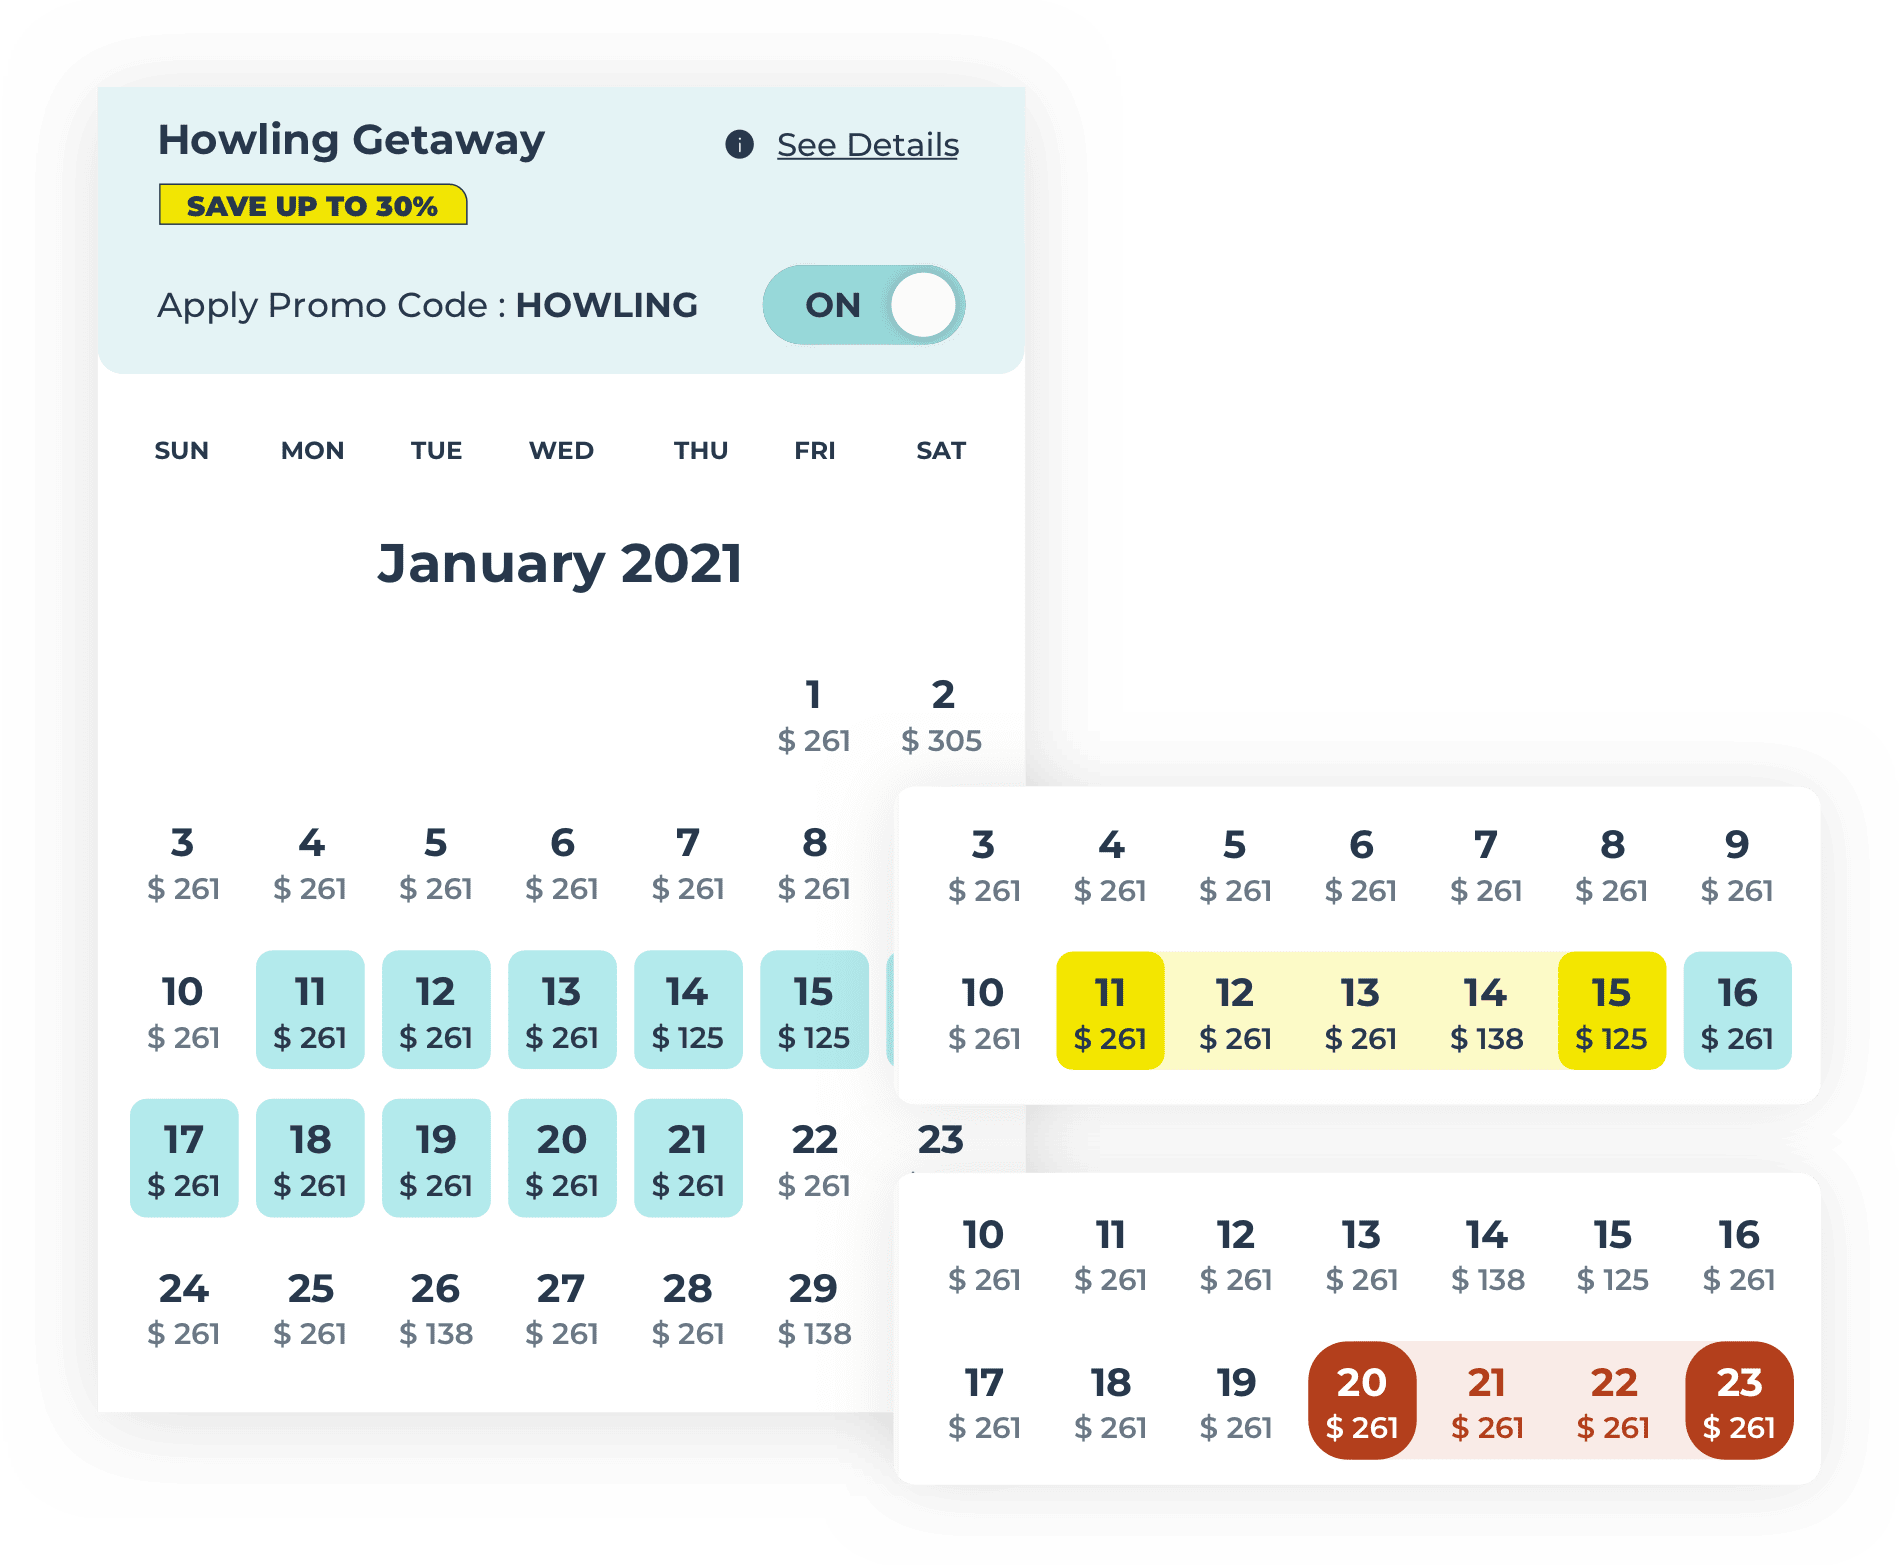 Howling Getaway
See Details
SAVE UP TO 30%
Apply Promo Code : HOWLING
ON
SUN MON TUE WED THU FRI SAT
January 2021
1 2
$ 261 $ 305
3 4 5 6 7 8
$ 261 $ 261 $ 261 $ 261 $ 261 $ 261
10 11 12 13 14 15
$ 261 $ 261 $ 261 $ 261 $ 125 $ 125
17 18 19 20 21 22 23
$ 261 $ 261 $ 261 $ 261 $ 261 $ 261
24 25 26 27 28 29
$ 261 $ 261 $ 138 $ 261 $ 261 $ 138
3 4 5 6 7 8 9
$ 261 $ 261 $ 261 $ 261 $ 261 $ 261 $ 261
10 11 12 13 14 15 16
$ 261 $ 261 $ 261 $ 261 $ 138 $ 125 $ 261
10 11 12 13 14 15 16
$ 261 $ 261 $ 261 $ 261 $ 138 $ 125 $ 261
17 18 19 20 21 22 23
$ 261 $ 261 $ 261 $ 261 $ 261 $ 261 $ 261